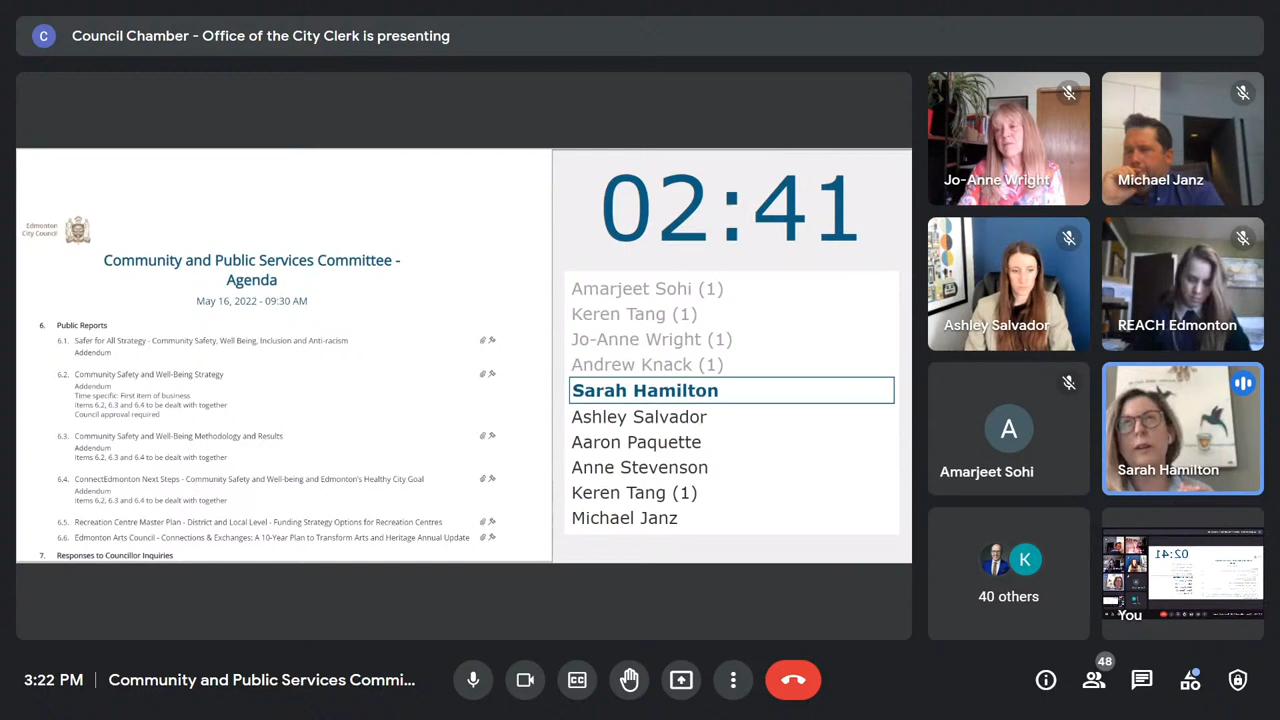 C
Council Chamber - Office of the City Clerk is presenting
Edmonton
City Council
Community and Public Services Committee -
Agenda
May 16, 2022 - 09:30 AM
6. Public Reports
6.1. Safer for All Strategy - Community Safety, Well Being, Inclusion and Anti-racism
Addendum
6.2. Community Safety and Well-Being Strategy
Addendum
Time specific: First item of business
Items 6.2, 6.3 and 6.4 to be dealt with together
Council approval required
6.3. Community Safety and Well-Being Methodology and Results
Addendum
Items 6.2, 6.3 and 6.4 to be dealt with together
6.4. ConnectEdmonton Next Steps - Community Safety and Well-being and Edmonton's Healthy City Goal
Addendum
Items 6.2, 6.3 and 6.4 to be dealt with together
6.5. Recreation Centre Master Plan - District and Local Level - Funding Strategy Options for Recreation Centres
6.6. Edmonton Arts Council - Connections & Exchanges: A 10-Year Plan to Transform Arts and Heritage Annual Update
7. Responses to Councillor Inquiries
02:41
Amarjeet Sohi (1)
Keren Tang (1)
Jo-Anne Wright (1)
Andrew Knack (1)
Sarah Hamilton
Ashley Salvador
Aaron Paquette
Anne Stevenson
Keren Tang (1)
Michael Janz
Jo-Anne Wright
Michael Janz
Ashley Salvador
REACH Edmonton
A
Amarjeet Sohi
Sarah Hamilton
K
40 others
02:41
You
3:22 PM | Community and Public Services Commi...
CC
48